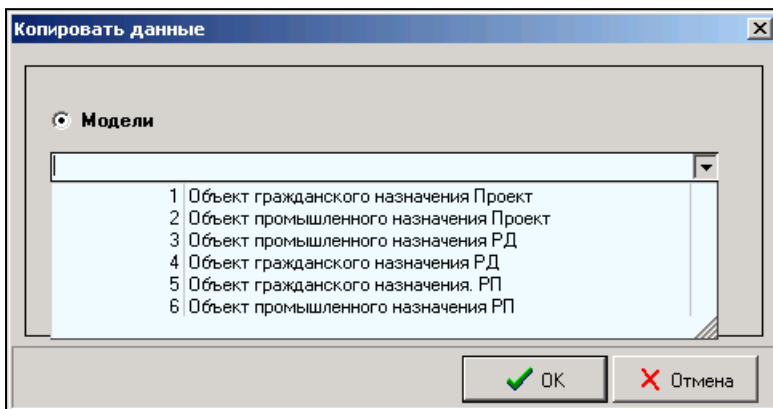 Копировать данные
Модели
1 Объект гражданского назначения Проект
2 Объект промышленного назначения Проект
3 Объект промышленного назначения РД
4 Объект гражданского назначения РД
5 Объект гражданского назначения. РП
6 Объект промышленного назначения РП
OK Отмена